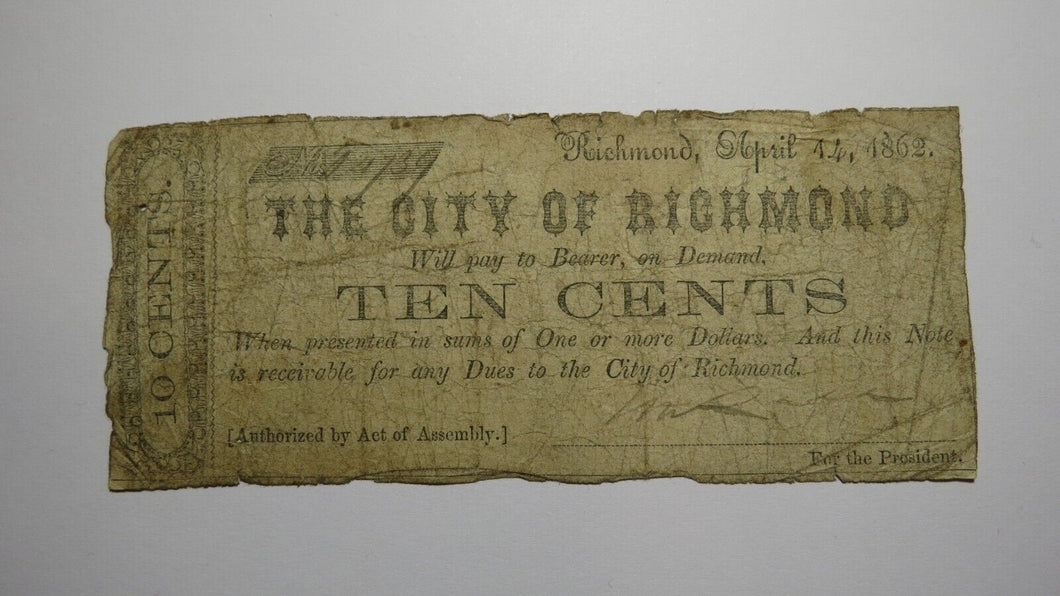 Richmond, April 14, 1862.
No.
THE CITY OF RICHMOND
Will pay to Bearer, on Demand,
TEN CENTS
When presented in sums of One or more Dollars. And this Note
is receivable for any Dues to the City of Richmond.
[Authorized by Act of Assembly.]
For the President.
10 CENTS.